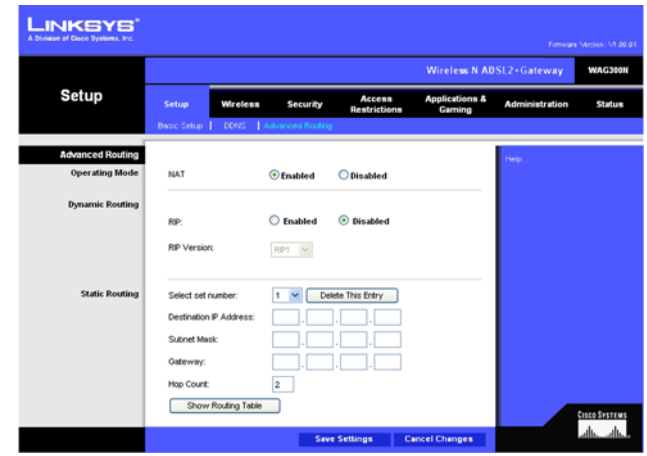 LINKSYS®
A Division of Cisco Systems, Inc.
Firmware Version: V1.00.01
Wireless-N ADSL2+Gateway WAG300N
Setup
Setup Wireless Security Access Restrictions Applications & Gaming Administration Status
Basic Setup | DDNS | Advanced Routing
Advanced Routing
Help...
Operating Mode
NAT Enabled Disabled
Dynamic Routing
RIP: Enabled Disabled
RIP Version: RIP1
Static Routing
Select set number: 1 Delete This Entry
Destination IP Address: . . .
Subnet Mask: . . .
Gateway: . . .
Hop Count: 2
Show Routing Table
CISCO SYSTEMS
Save Settings Cancel Changes